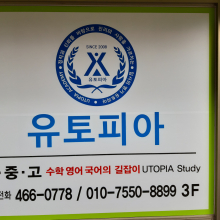 SINCE 2008
유토피아
UTOPIA
유토피아
·중·고 수학영어국어의 길잡이 UTOPIA Study
전화 466-0778 / 010-7550-8899 3F